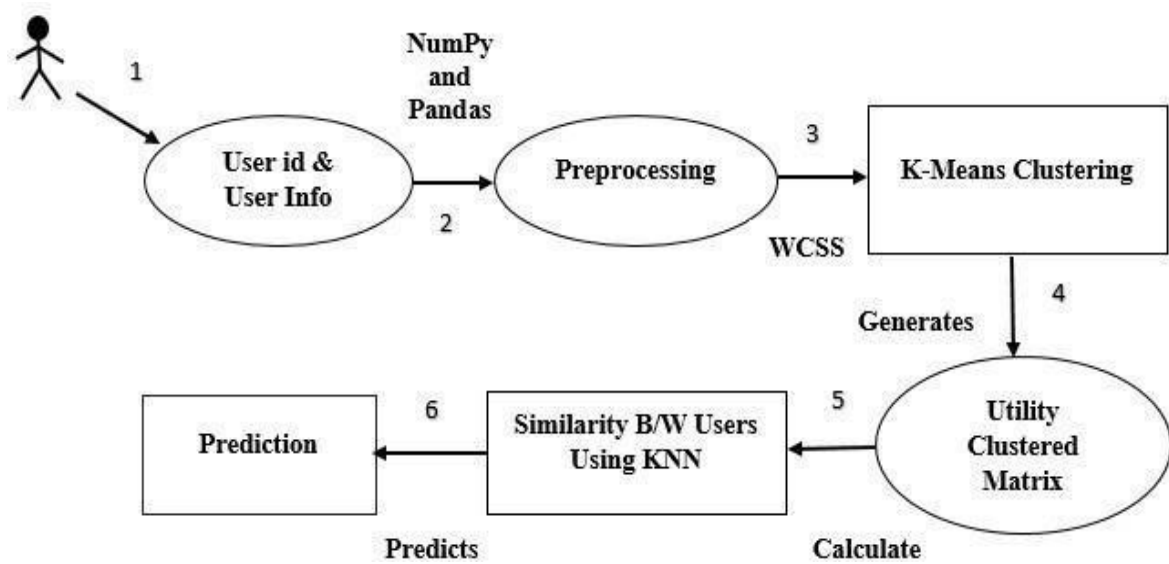 1
NumPy
and
Pandas
User id &
User Info
2
Preprocessing
3
WCSS
K-Means Clustering
4
Generates
Utility
Clustered
Matrix
5
Calculate
Similarity B/W Users
Using KNN
6
Predicts
Prediction